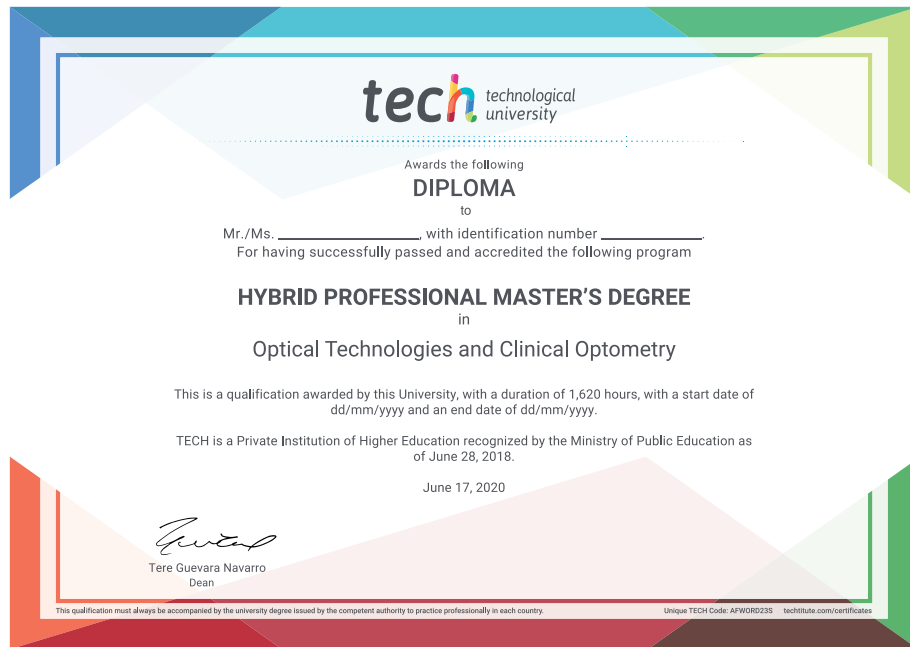 tech technological
university
Awards the following
DIPLOMA
to
Mr./Ms. ____________________, with identification number ______________.
For having successfully passed and accredited the following program
HYBRID PROFESSIONAL MASTER'S DEGREE
in
Optical Technologies and Clinical Optometry
This is a qualification awarded by this University, with a duration of 1,620 hours, with a start date of
dd/mm/yyyy and an end date of dd/mm/yyyy.
TECH is a Private Institution of Higher Education recognized by the Ministry of Public Education as
of June 28, 2018.
June 17, 2020
Tere Guevara Navarro
Dean
This qualification must always be accompanied by the university degree issued by the competent authority to practice professionally in each country. Unique TECH Code: AFWORD23S techtitute.com/certificates